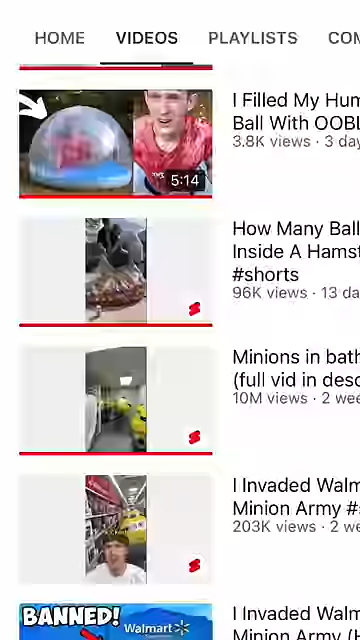 HOME VIDEOS PLAYLISTS COM
I Filled My Hum
Ball With OOBL
3.8K views · 3 day
5:14
How Many Ball
Inside A Hamst
#shorts
96K views · 13 da
Minions in bath
(full vid in desc
10M views · 2 wee
I Invaded Walm
Minion Army #s
203K views · 2 we
BANNED!
Walmart
I Invaded Walm
Minion Army (H